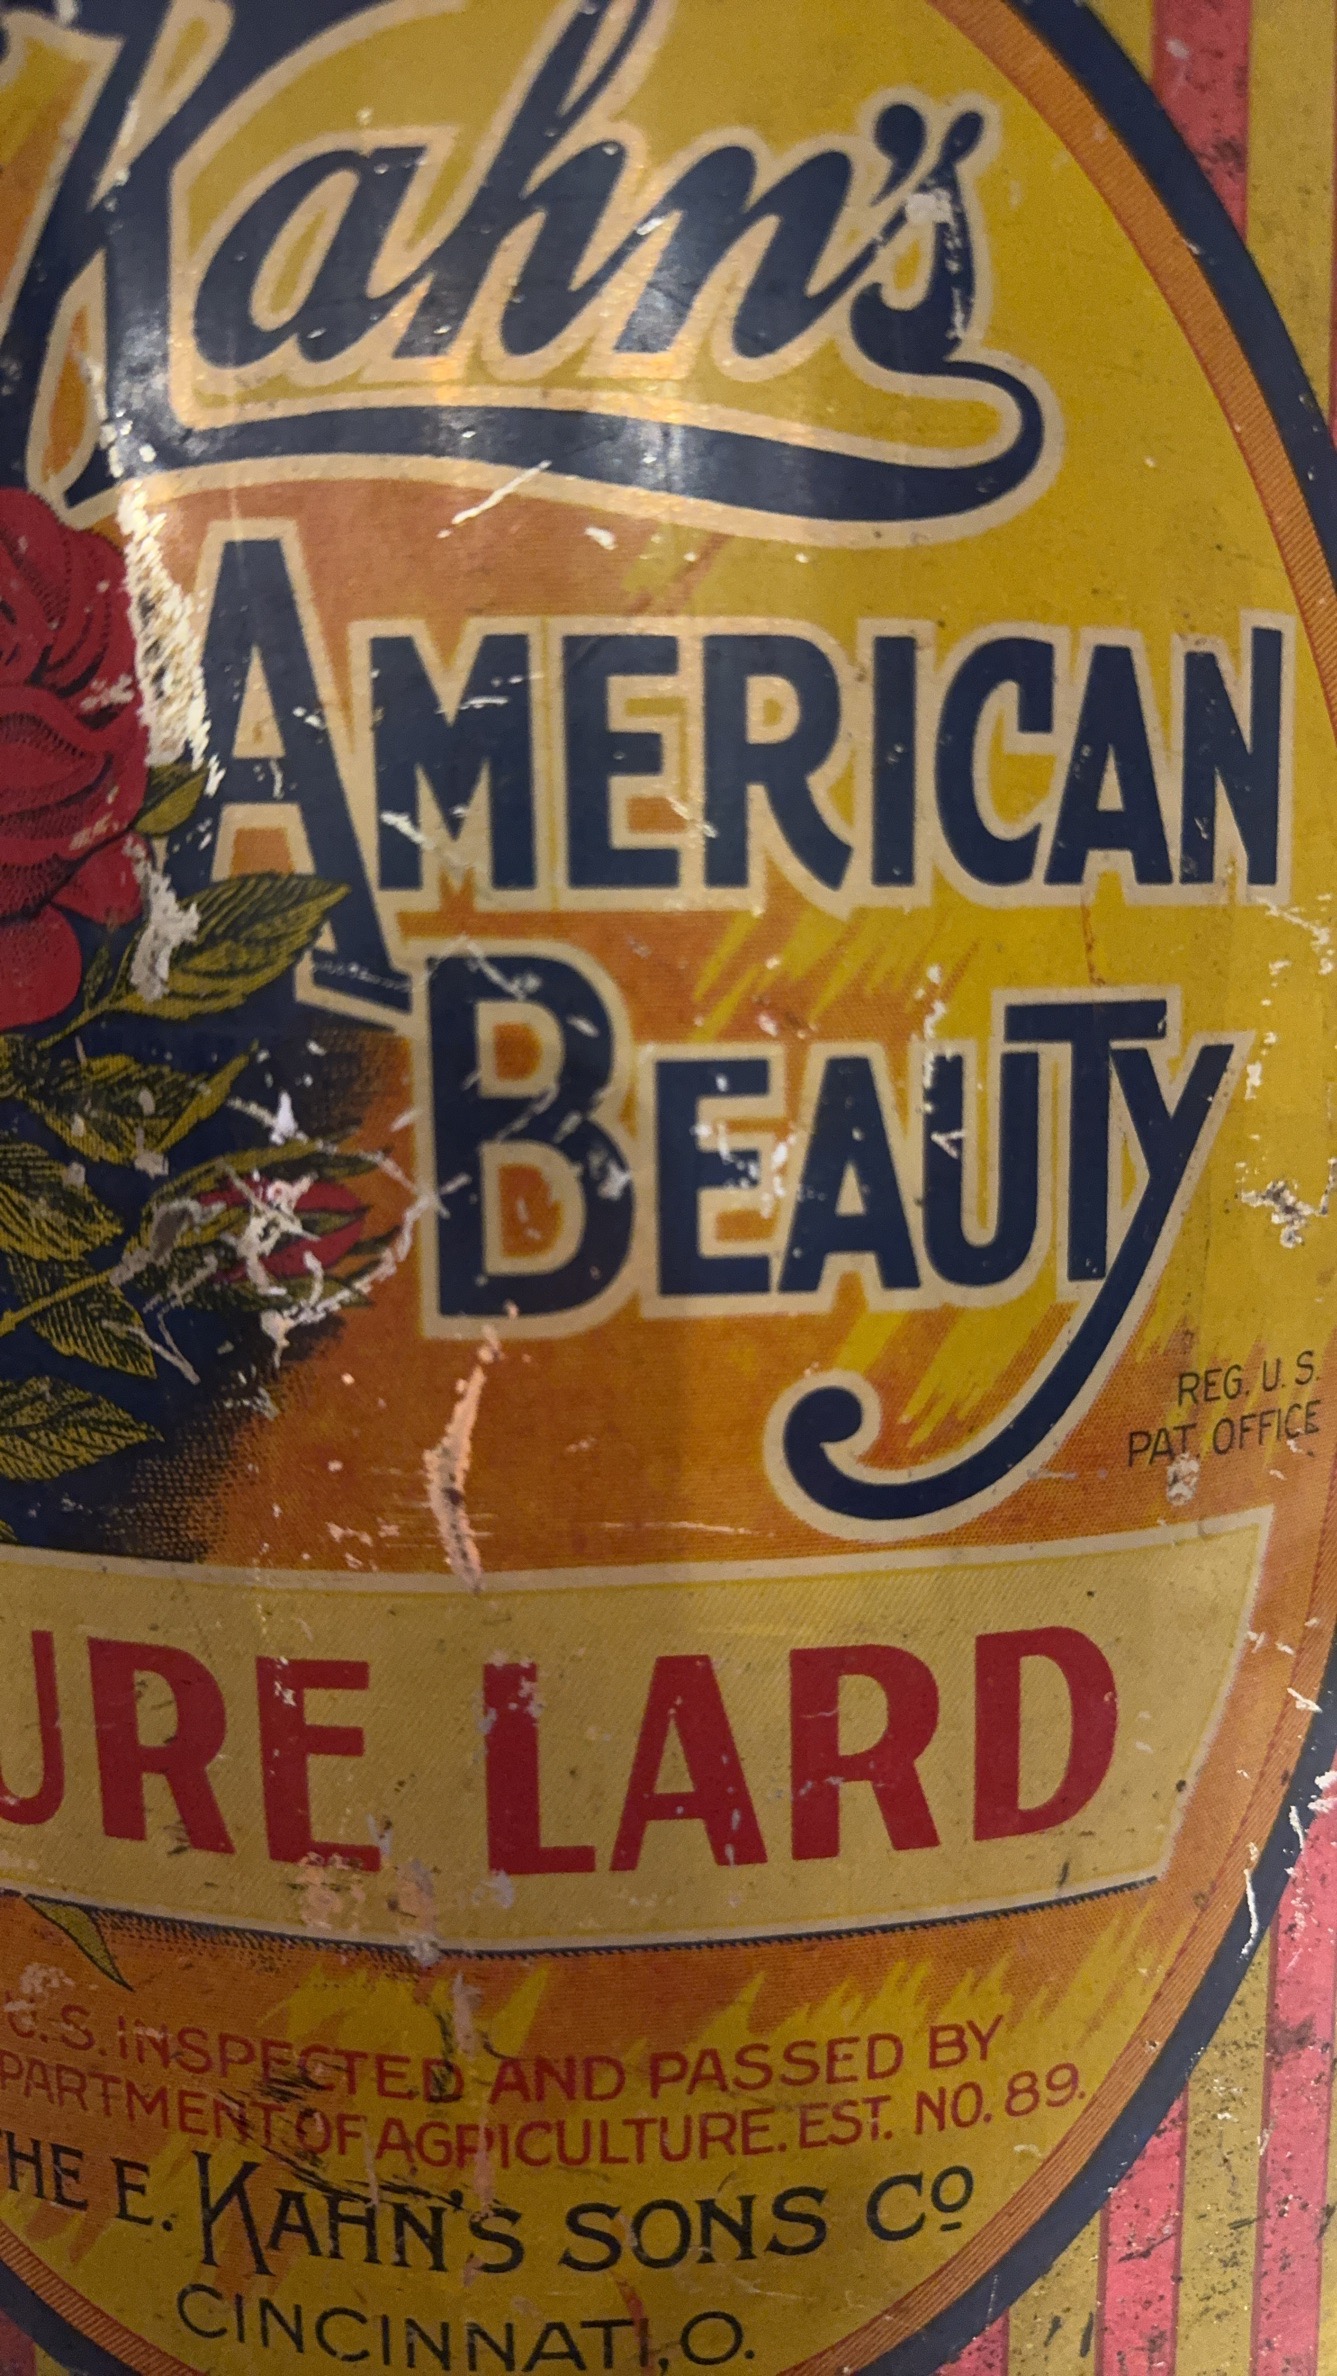 Kahn's
AMERICAN
BEAUTY
REG. U. S.
PAT. OFFICE
URE LARD
U. S. INSPECTED AND PASSED BY
PARTMENT OF AGRICULTURE. EST. NO. 89.
THE E. KAHN'S SONS CO
CINCINNATI, O.